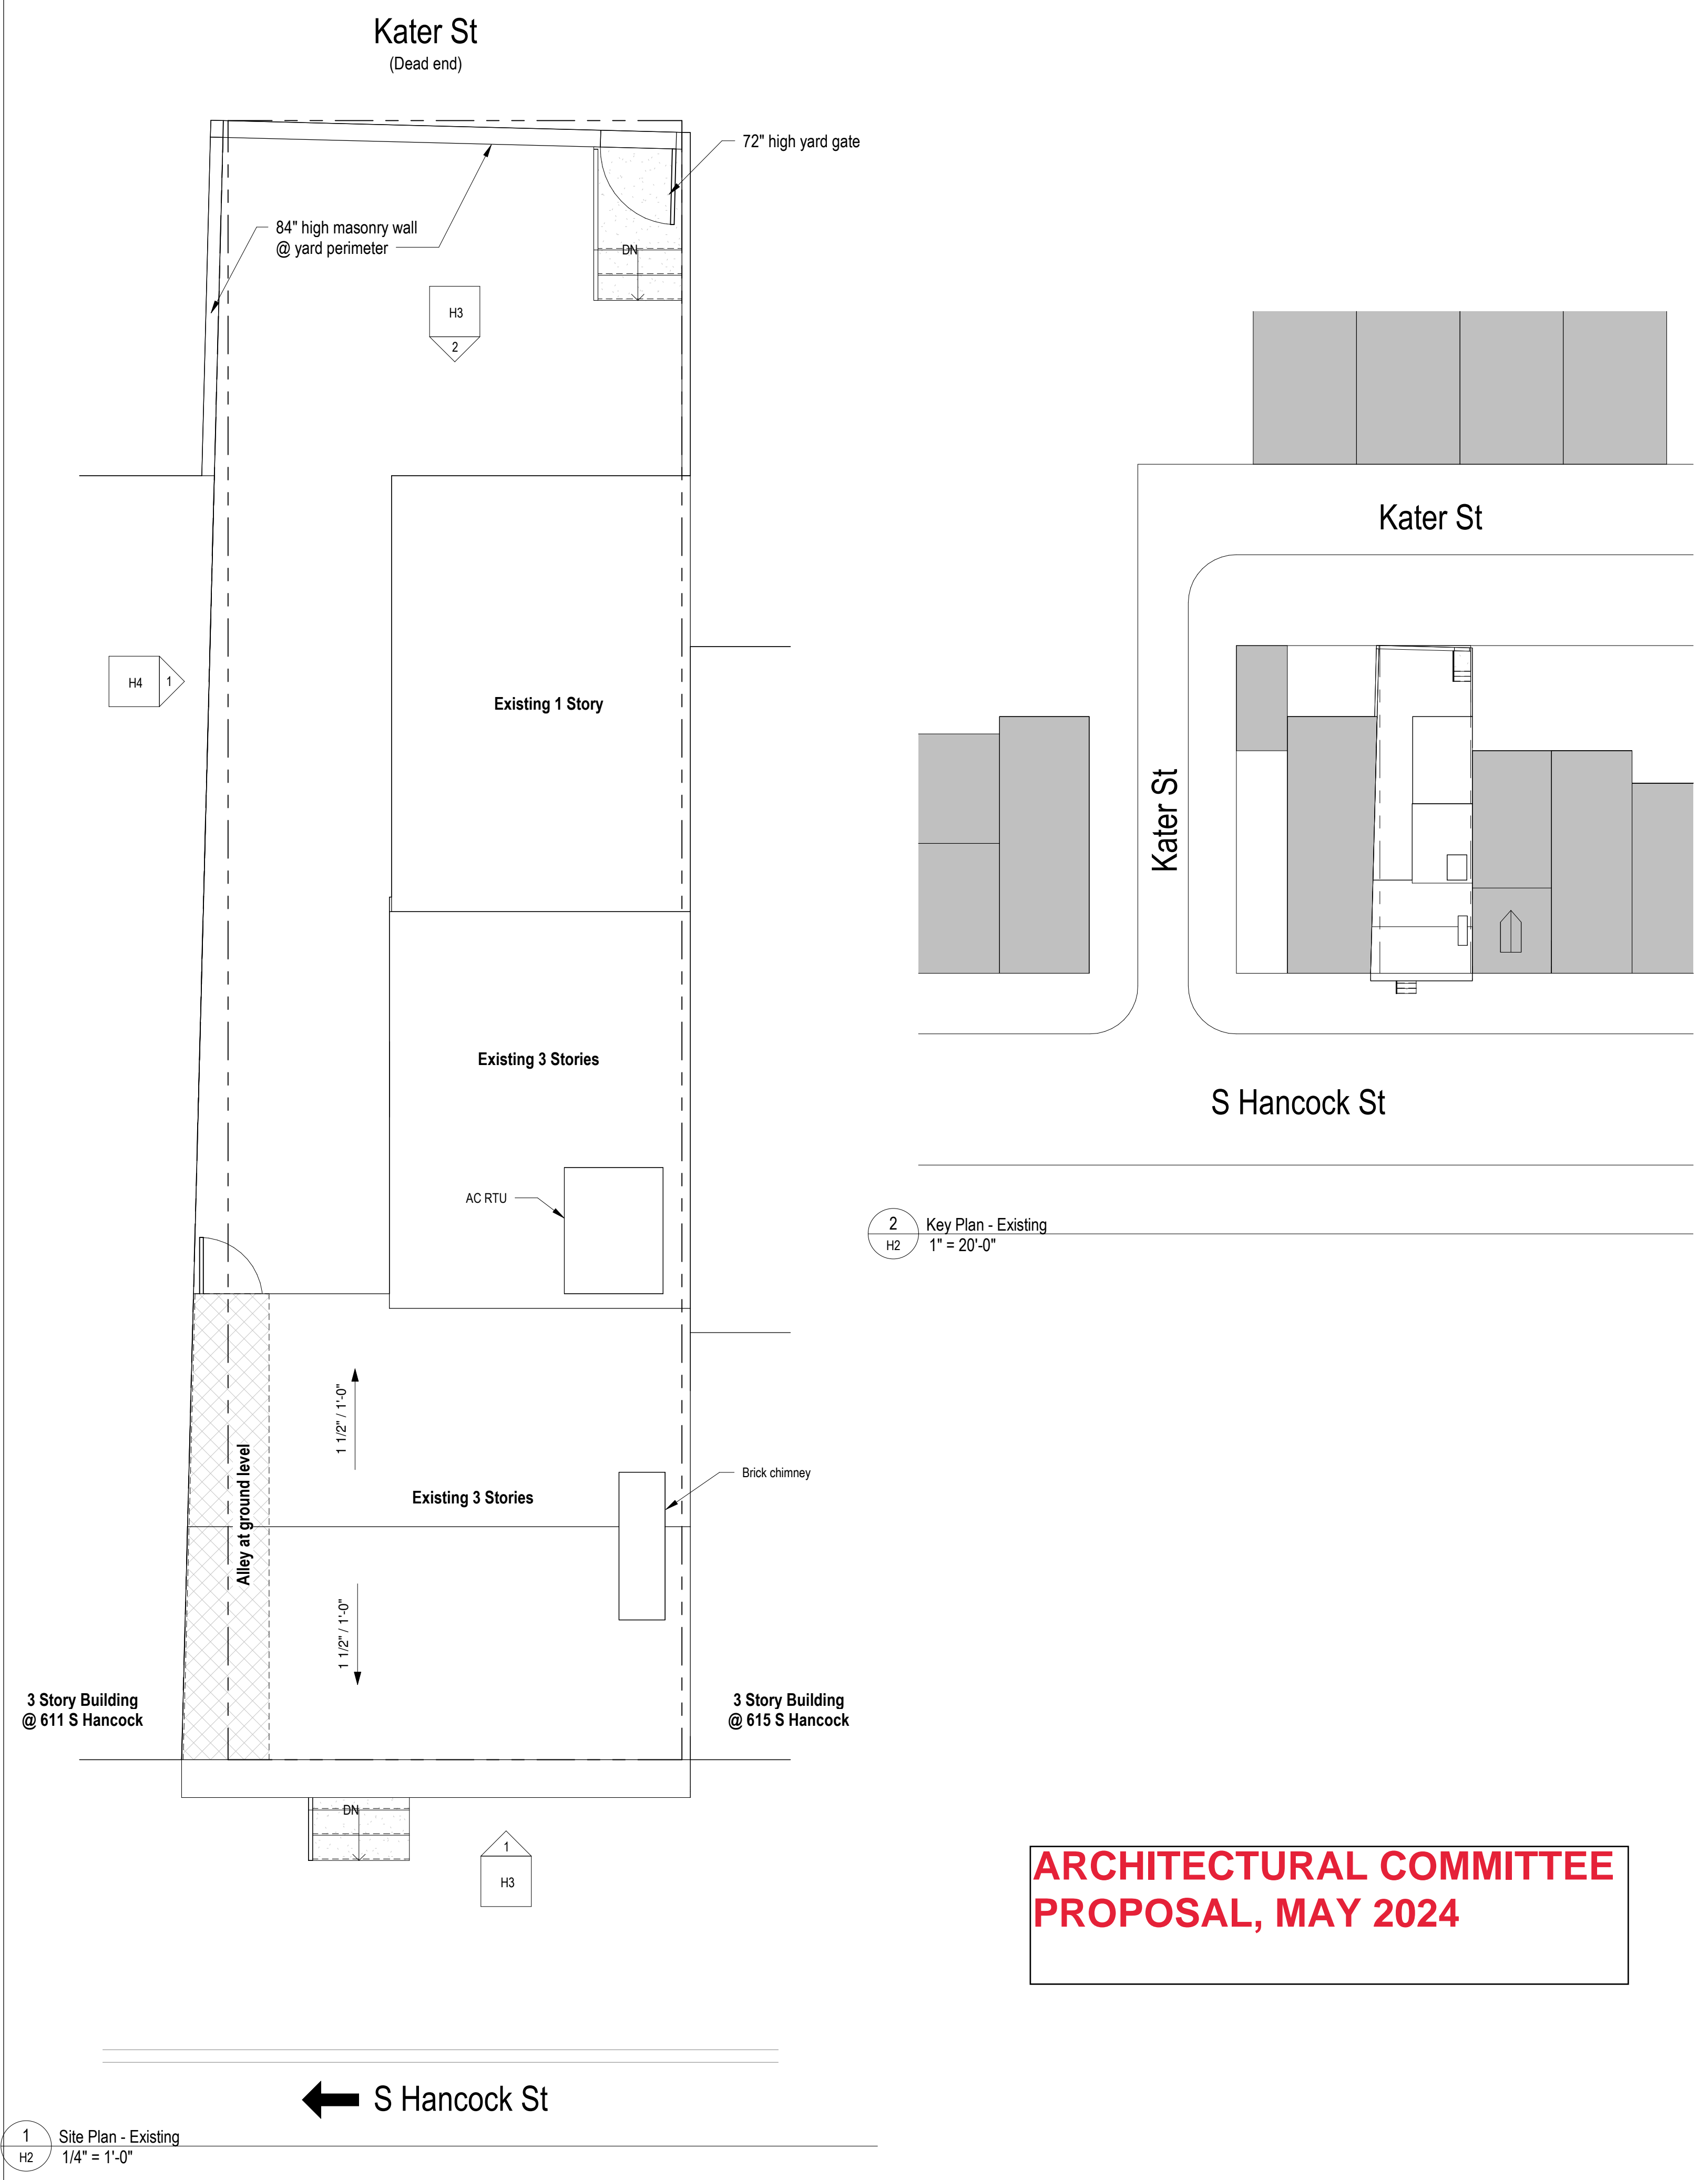 Kater St
(Dead end)
72" high yard gate
84" high masonry wall
@ yard perimeter
DN
H3
2
H4
1
Existing 1 Story
Existing 3 Stories
AC RTU
1 1/2" / 1'-0"
Alley at ground level
Existing 3 Stories
Brick chimney
1 1/2" / 1'-0"
3 Story Building
@ 611 S Hancock
3 Story Building
@ 615 S Hancock
DN
1
H3
S Hancock St
1
H2
Site Plan - Existing
1/4" = 1'-0"
Kater St
Kater St
S Hancock St
2
H2
Key Plan - Existing
1" = 20'-0"
ARCHITECTURAL COMMITTEE
PROPOSAL, MAY 2024